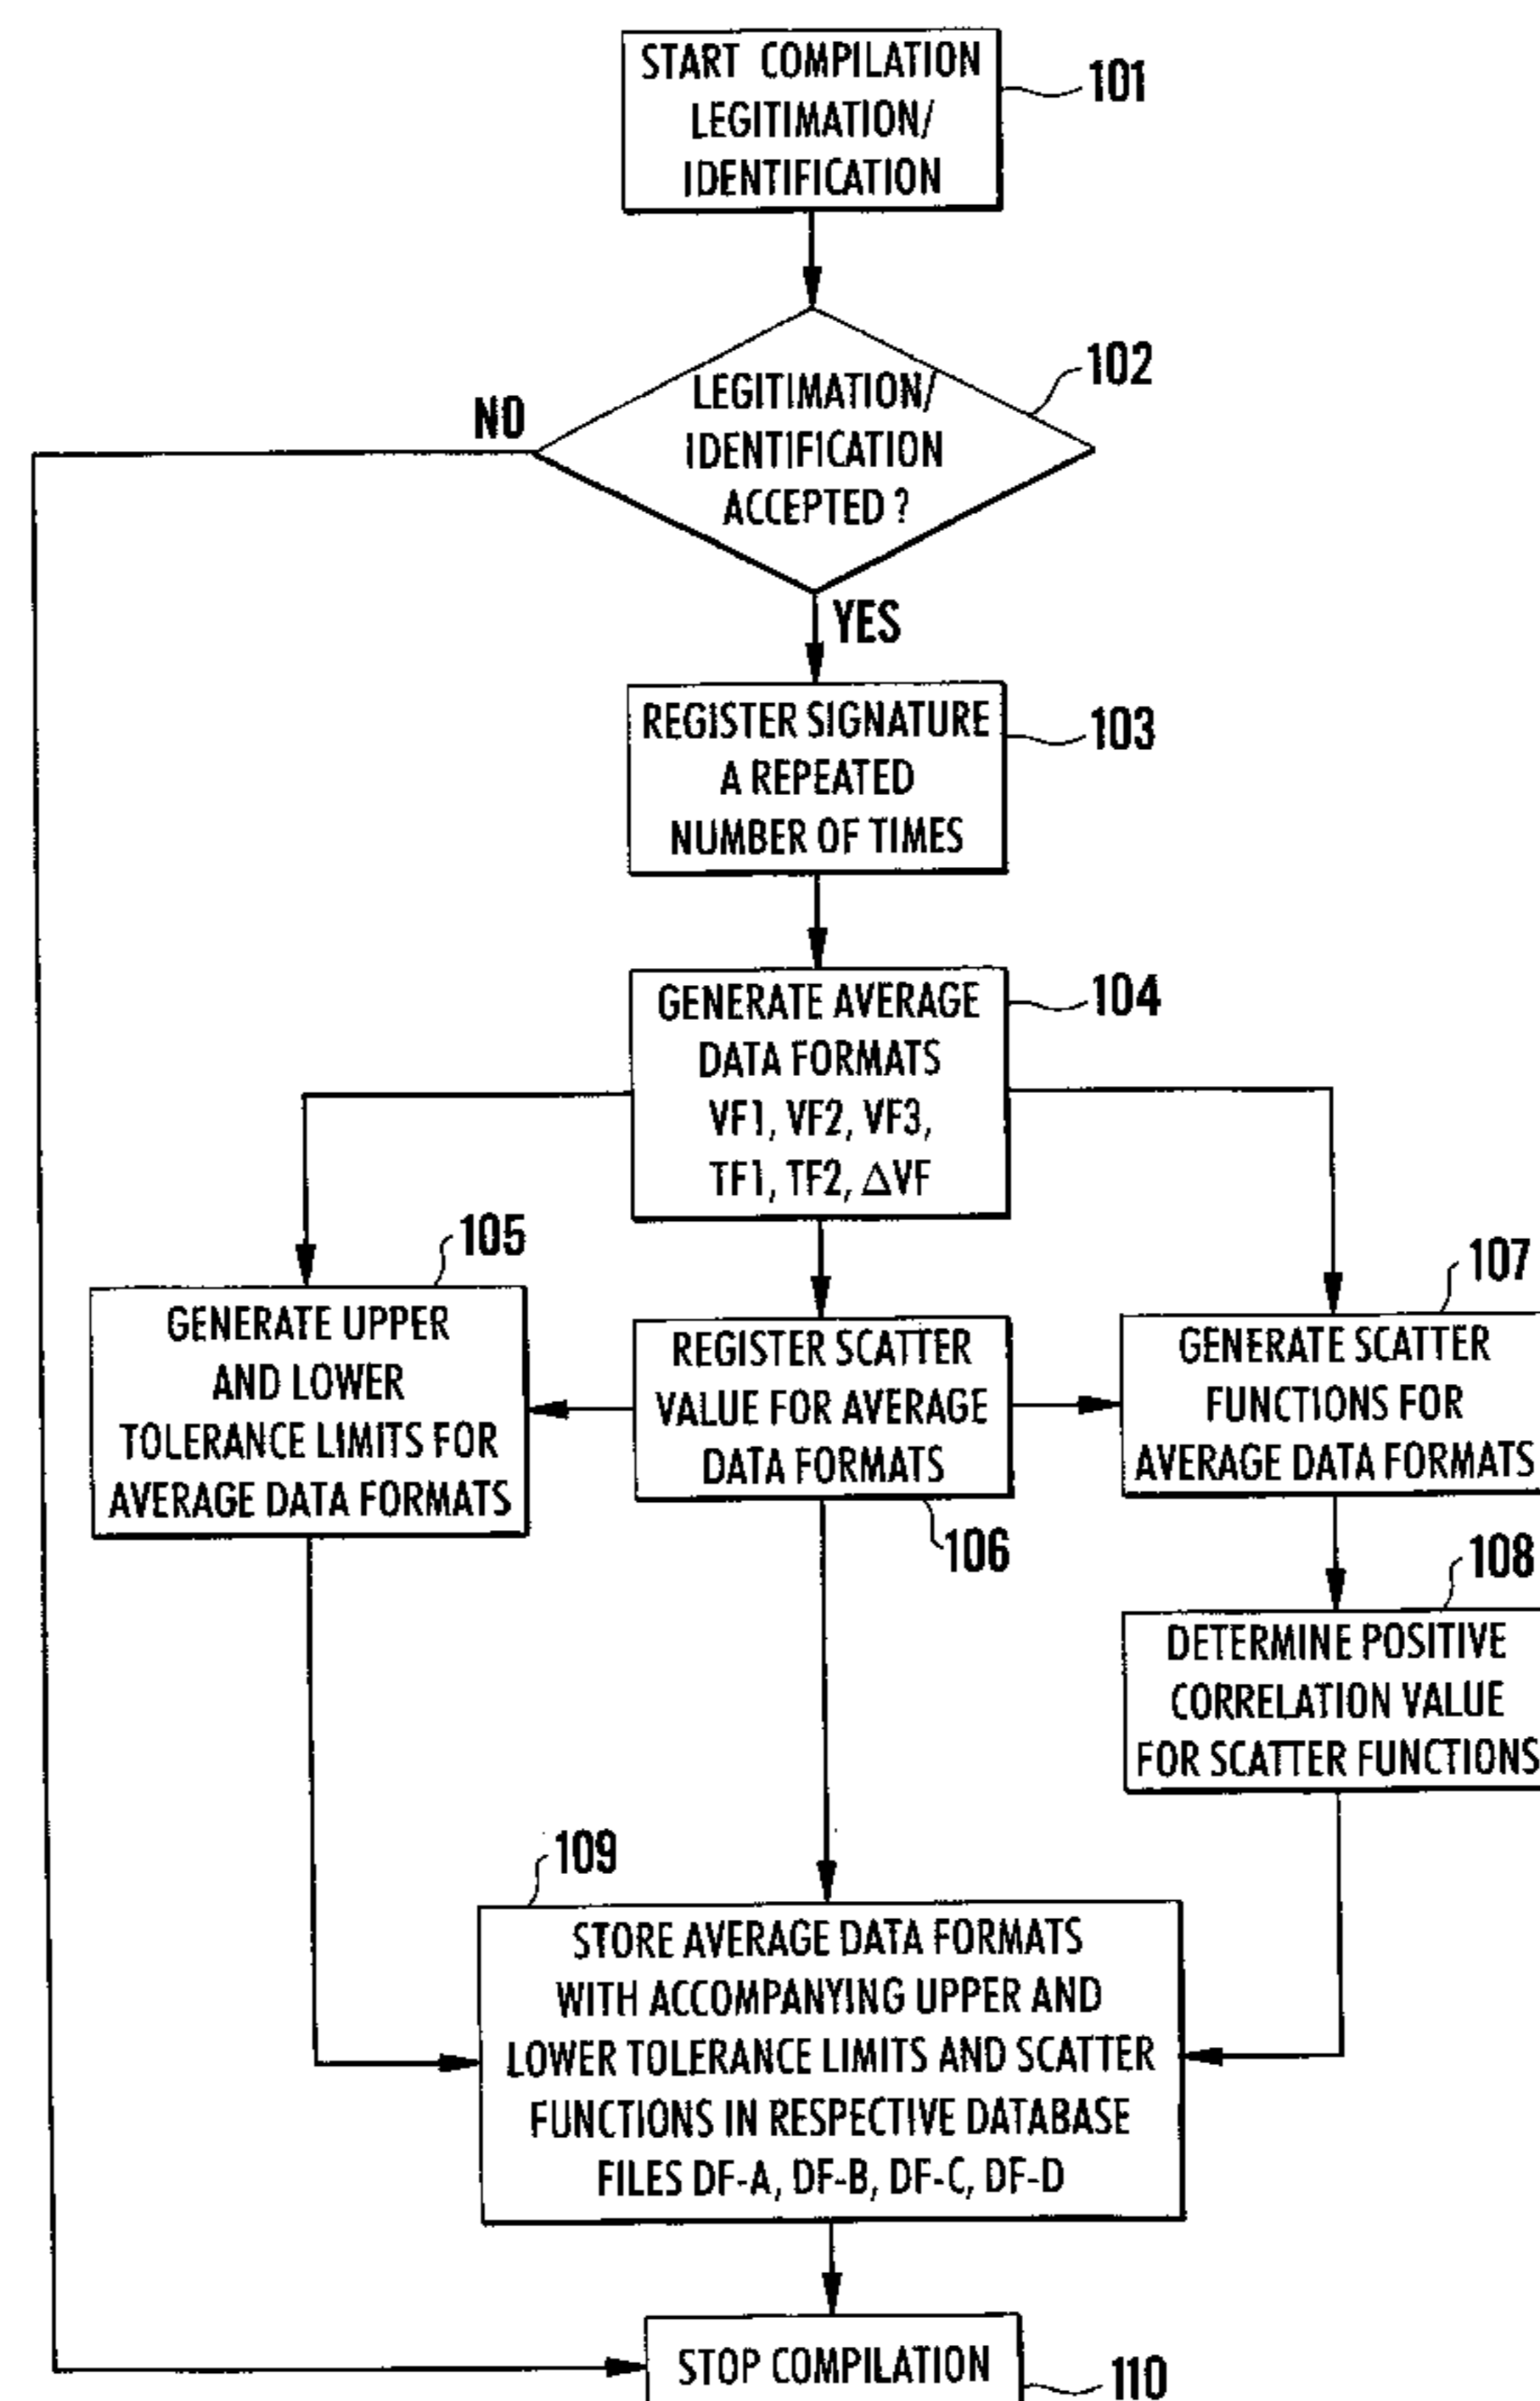 START COMPILATION
LEGITIMATION/
IDENTIFICATION
101
LEGITIMATION/
IDENTIFICATION
ACCEPTED ?
102
NO
YES
REGISTER SIGNATURE
A REPEATED
NUMBER OF TIMES
103
GENERATE AVERAGE
DATA FORMATS
VF1, VF2, VF3,
TF1, TF2, ΔVF
104
105
GENERATE UPPER
AND LOWER
TOLERANCE LIMITS FOR
AVERAGE DATA FORMATS
REGISTER SCATTER
VALUE FOR AVERAGE
DATA FORMATS
106
107
GENERATE SCATTER
FUNCTIONS FOR
AVERAGE DATA FORMATS
108
DETERMINE POSITIVE
CORRELATION VALUE
FOR SCATTER FUNCTIONS
109
STORE AVERAGE DATA FORMATS
WITH ACCOMPANYING UPPER AND
LOWER TOLERANCE LIMITS AND SCATTER
FUNCTIONS IN RESPECTIVE DATABASE
FILES DF-A, DF-B, DF-C, DF-D
STOP COMPILATION
110